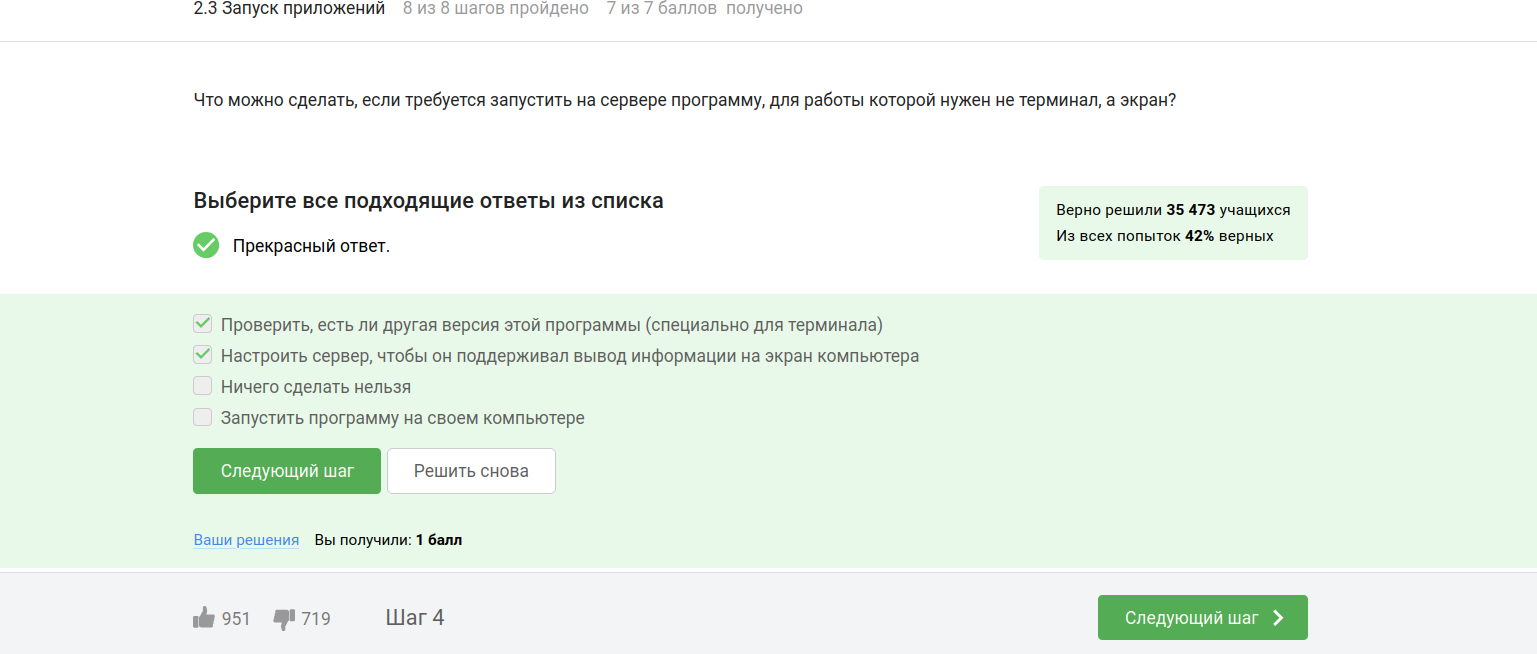 2.3 Запуск приложений 8 из 8 шагов пройдено 7 из 7 баллов получено
Что можно сделать, если требуется запустить на сервере программу, для работы которой нужен не терминал, а экран?
Выберите все подходящие ответы из списка
Верно решили 35 473 учащихся
Из всех попыток 42% верных
Прекрасный ответ.
Проверить, есть ли другая версия этой программы (специально для терминала)
Настроить сервер, чтобы он поддерживал вывод информации на экран компьютера
Ничего сделать нельзя
Запустить программу на своем компьютере
Следующий шаг Решить снова
Ваши решения Вы получили: 1 балл
951 719 Шаг 4 Следующий шаг